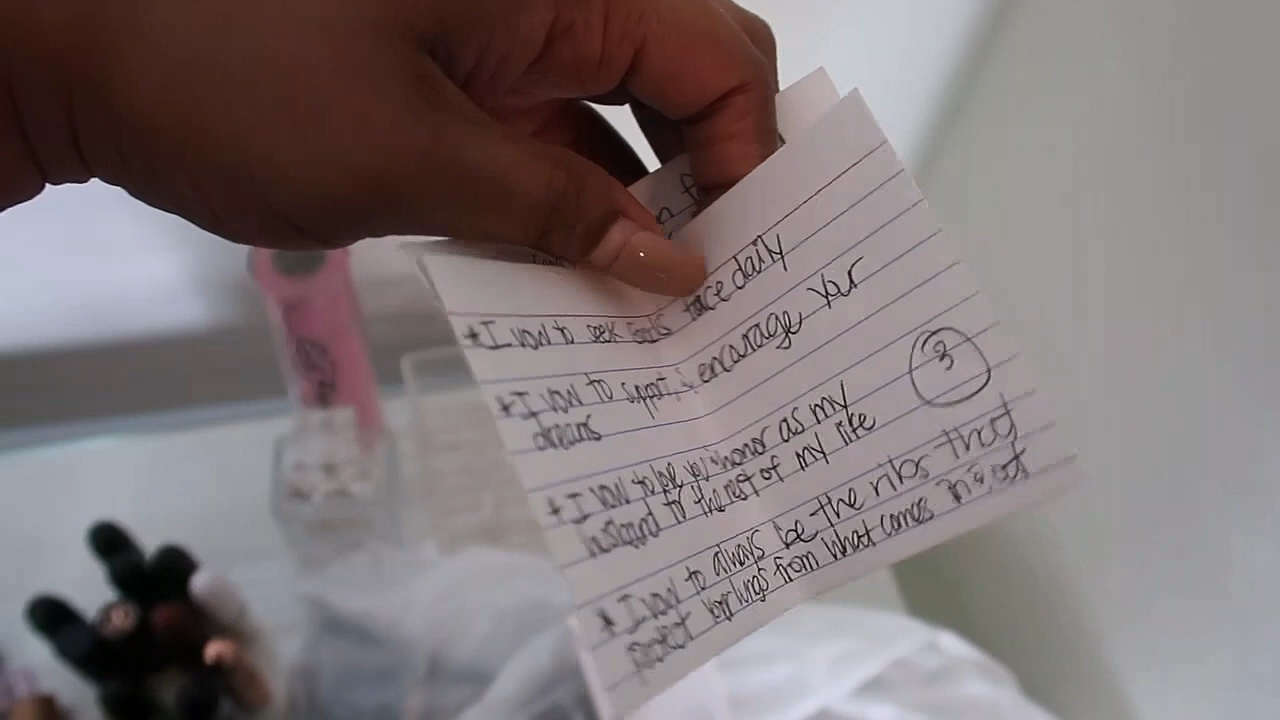 *I vow to seek God's face daily
*I vow to support & encourage your
dreams
3
*I vow to love you & honor as my
husband for the rest of my life
*I vow to always be the ribs that
protect your lungs from what comes in & out